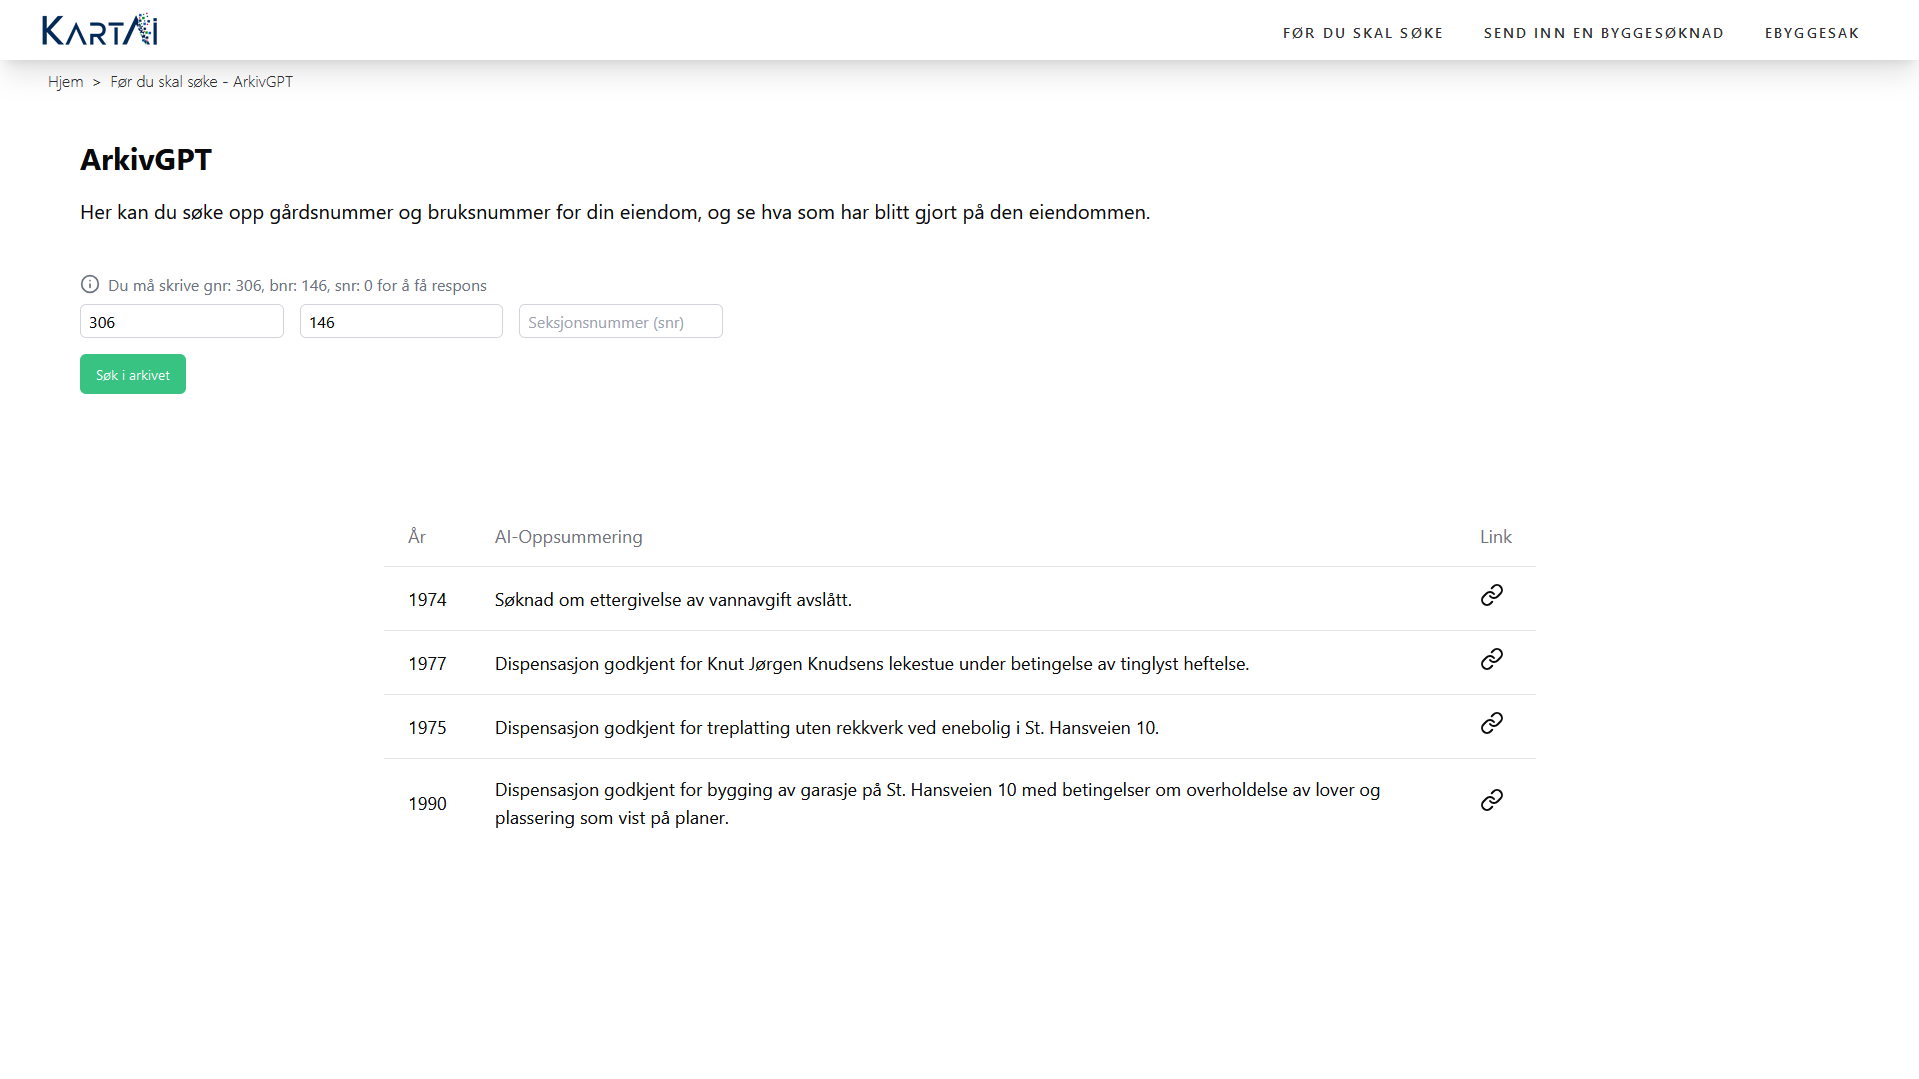 KARTAI
FØR DU SKAL SØKE
SEND INN EN BYGGESØKNAD
EBYGGESAK
Hjem > Før du skal søke - ArkivGPT
ArkivGPT
Her kan du søke opp gårdsnummer og bruksnummer for din eiendom, og se hva som har blitt gjort på den eiendommen.
Du må skrive gnr: 306, bnr: 146, snr: 0 for å få respons
306
146
Seksjonsnummer (snr)
Søk i arkivet
År AI-Oppsummering Link
1974 Søknad om ettergivelse av vannavgift avslått.
1977 Dispensasjon godkjent for Knut Jørgen Knudsens lekestue under betingelse av tinglyst heftelse.
1975 Dispensasjon godkjent for treplatting uten rekkverk ved enebolig i St. Hansveien 10.
1990 Dispensasjon godkjent for bygging av garasje på St. Hansveien 10 med betingelser om overholdelse av lover og
plassering som vist på planer.